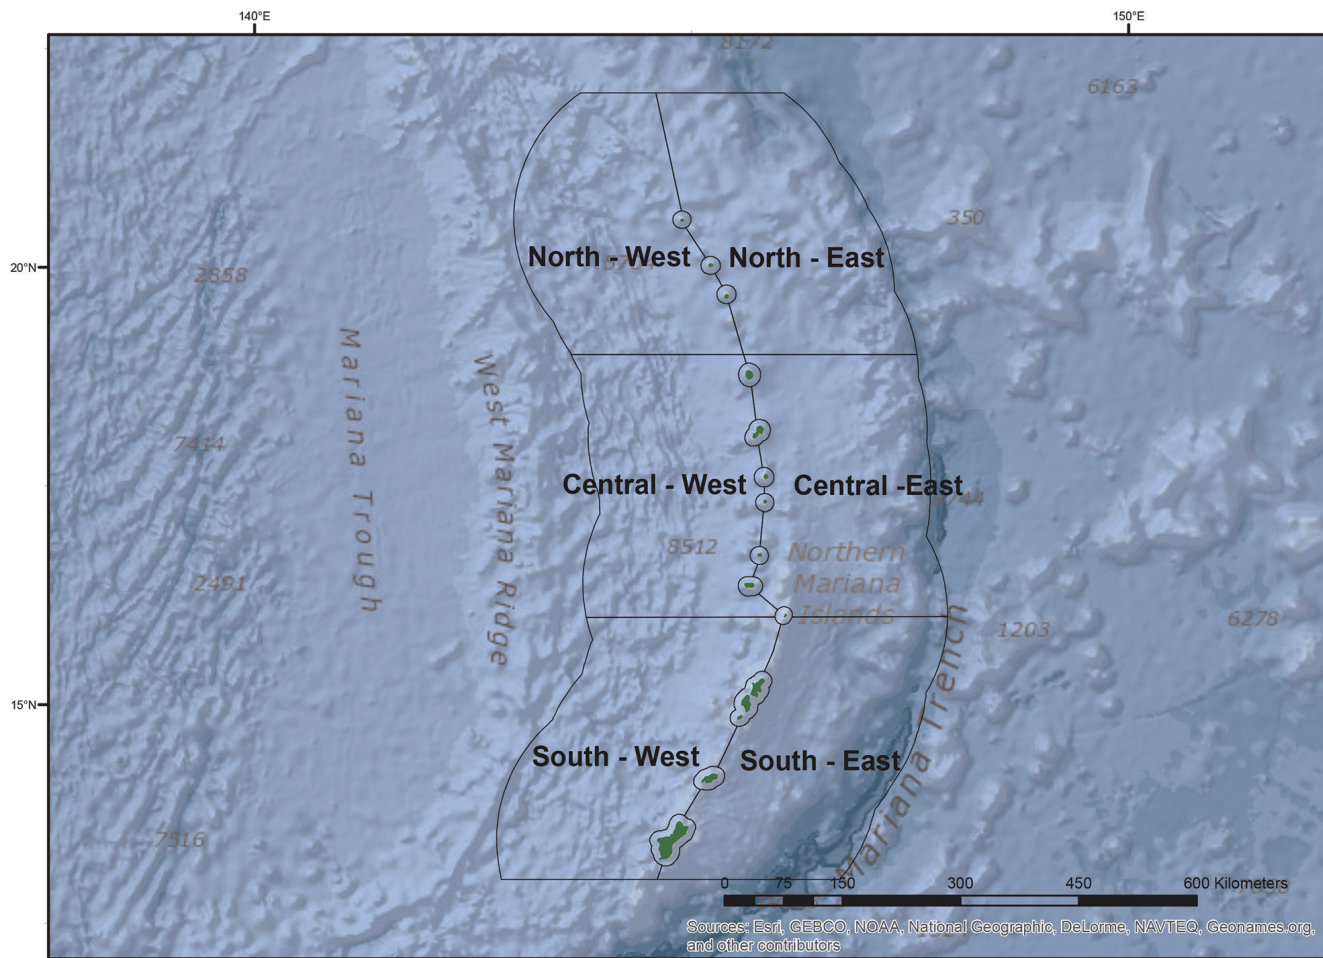 140°E
150°E
8172
6163
350
North - West
North - East
20°N
2858
Mariana Trough
West Mariana Ridge
7414
Central - West
Central -East
8512
Northern
Mariana
Islands
2491
1203
6278
Mariana Trench
15°N
South - West
South - East
7516
0
75
150
300
450
600 Kilometers
Sources: Esri, GEBCO, NOAA, National Geographic, DeLorme, NAVTEQ, Geonames.org,
and other contributors